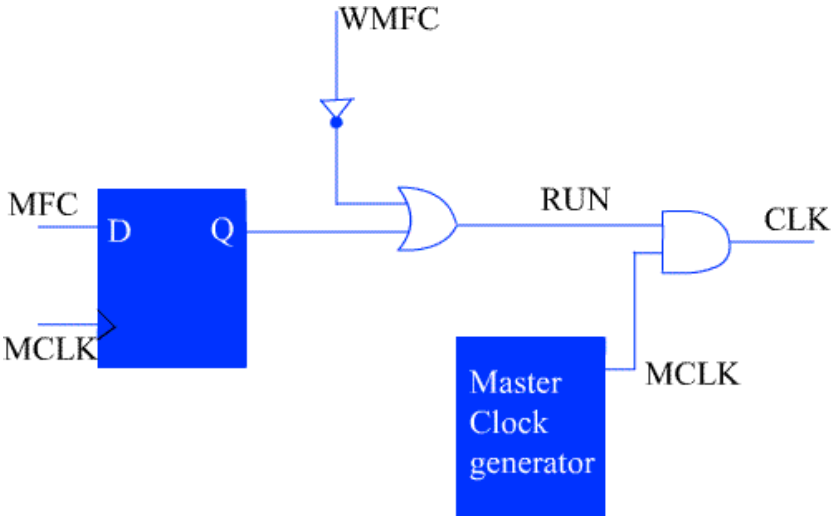 WMFC
MFC
D
Q
RUN
CLK
MCLK
Master
Clock
generator
MCLK